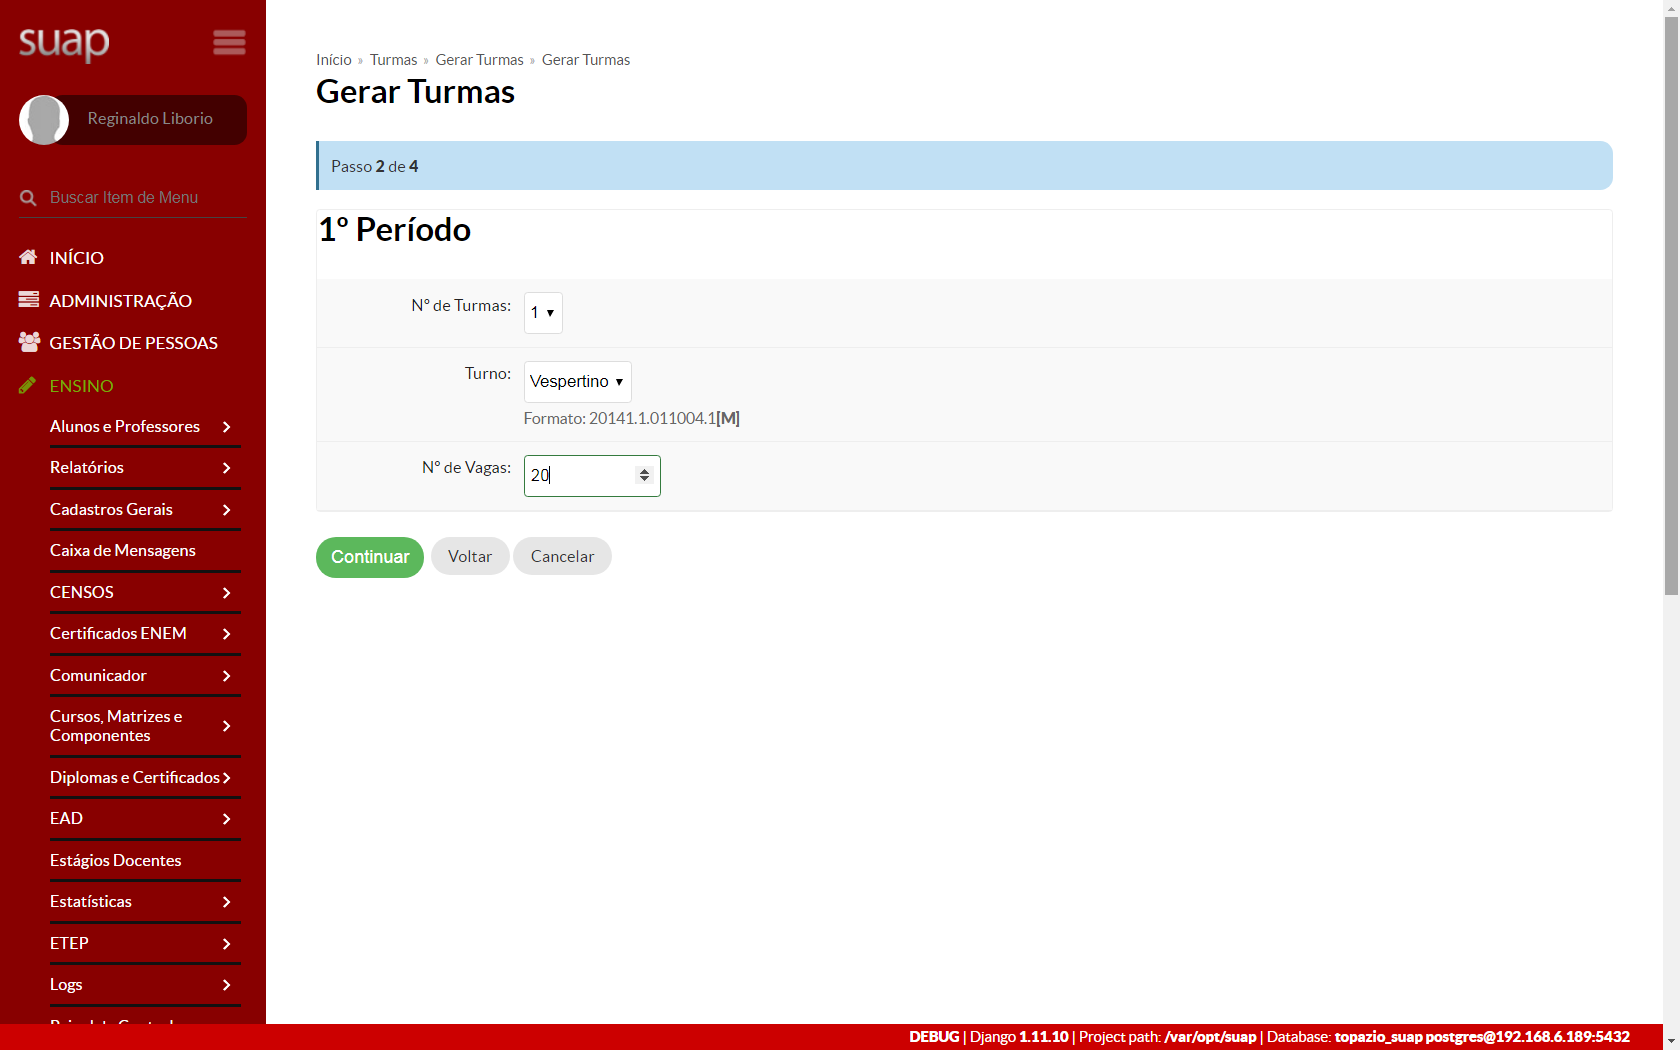 suap
Reginaldo Liborio
Buscar Item de Menu
INÍCIO
ADMINISTRAÇÃO
GESTÃO DE PESSOAS
ENSINO
Alunos e Professores
Relatórios
Cadastros Gerais
Caixa de Mensagens
CENSOS
Certificados ENEM
Comunicador
Cursos, Matrizes e
Componentes
Diplomas e Certificados
EAD
Estágios Docentes
Estatísticas
ETEP
Logs
Início » Turmas » Gerar Turmas » Gerar Turmas
Gerar Turmas
Passo 2 de 4
1º Período
Nº de Turmas: 1
Turno: Vespertino
Formato: 20141.1.011004.1[M]
Nº de Vagas: 20
Continuar Voltar Cancelar
DEBUG | Django 1.11.10 | Project path: /var/opt/suap | Database: topazio_suap postgres@192.168.6.189:5432